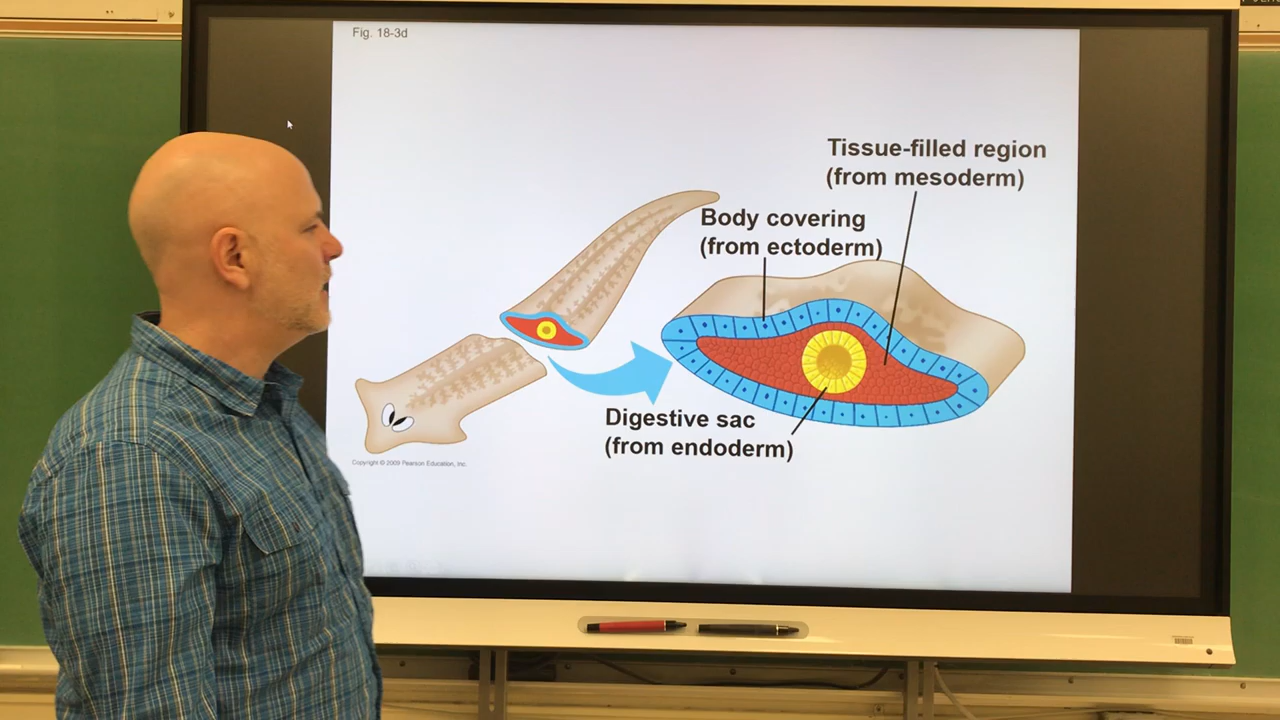 Fig. 18-3d
Tissue-filled region
(from mesoderm)
Body covering
(from ectoderm)
Digestive sac
(from endoderm)
Copyright © 2009 Pearson Education, Inc.